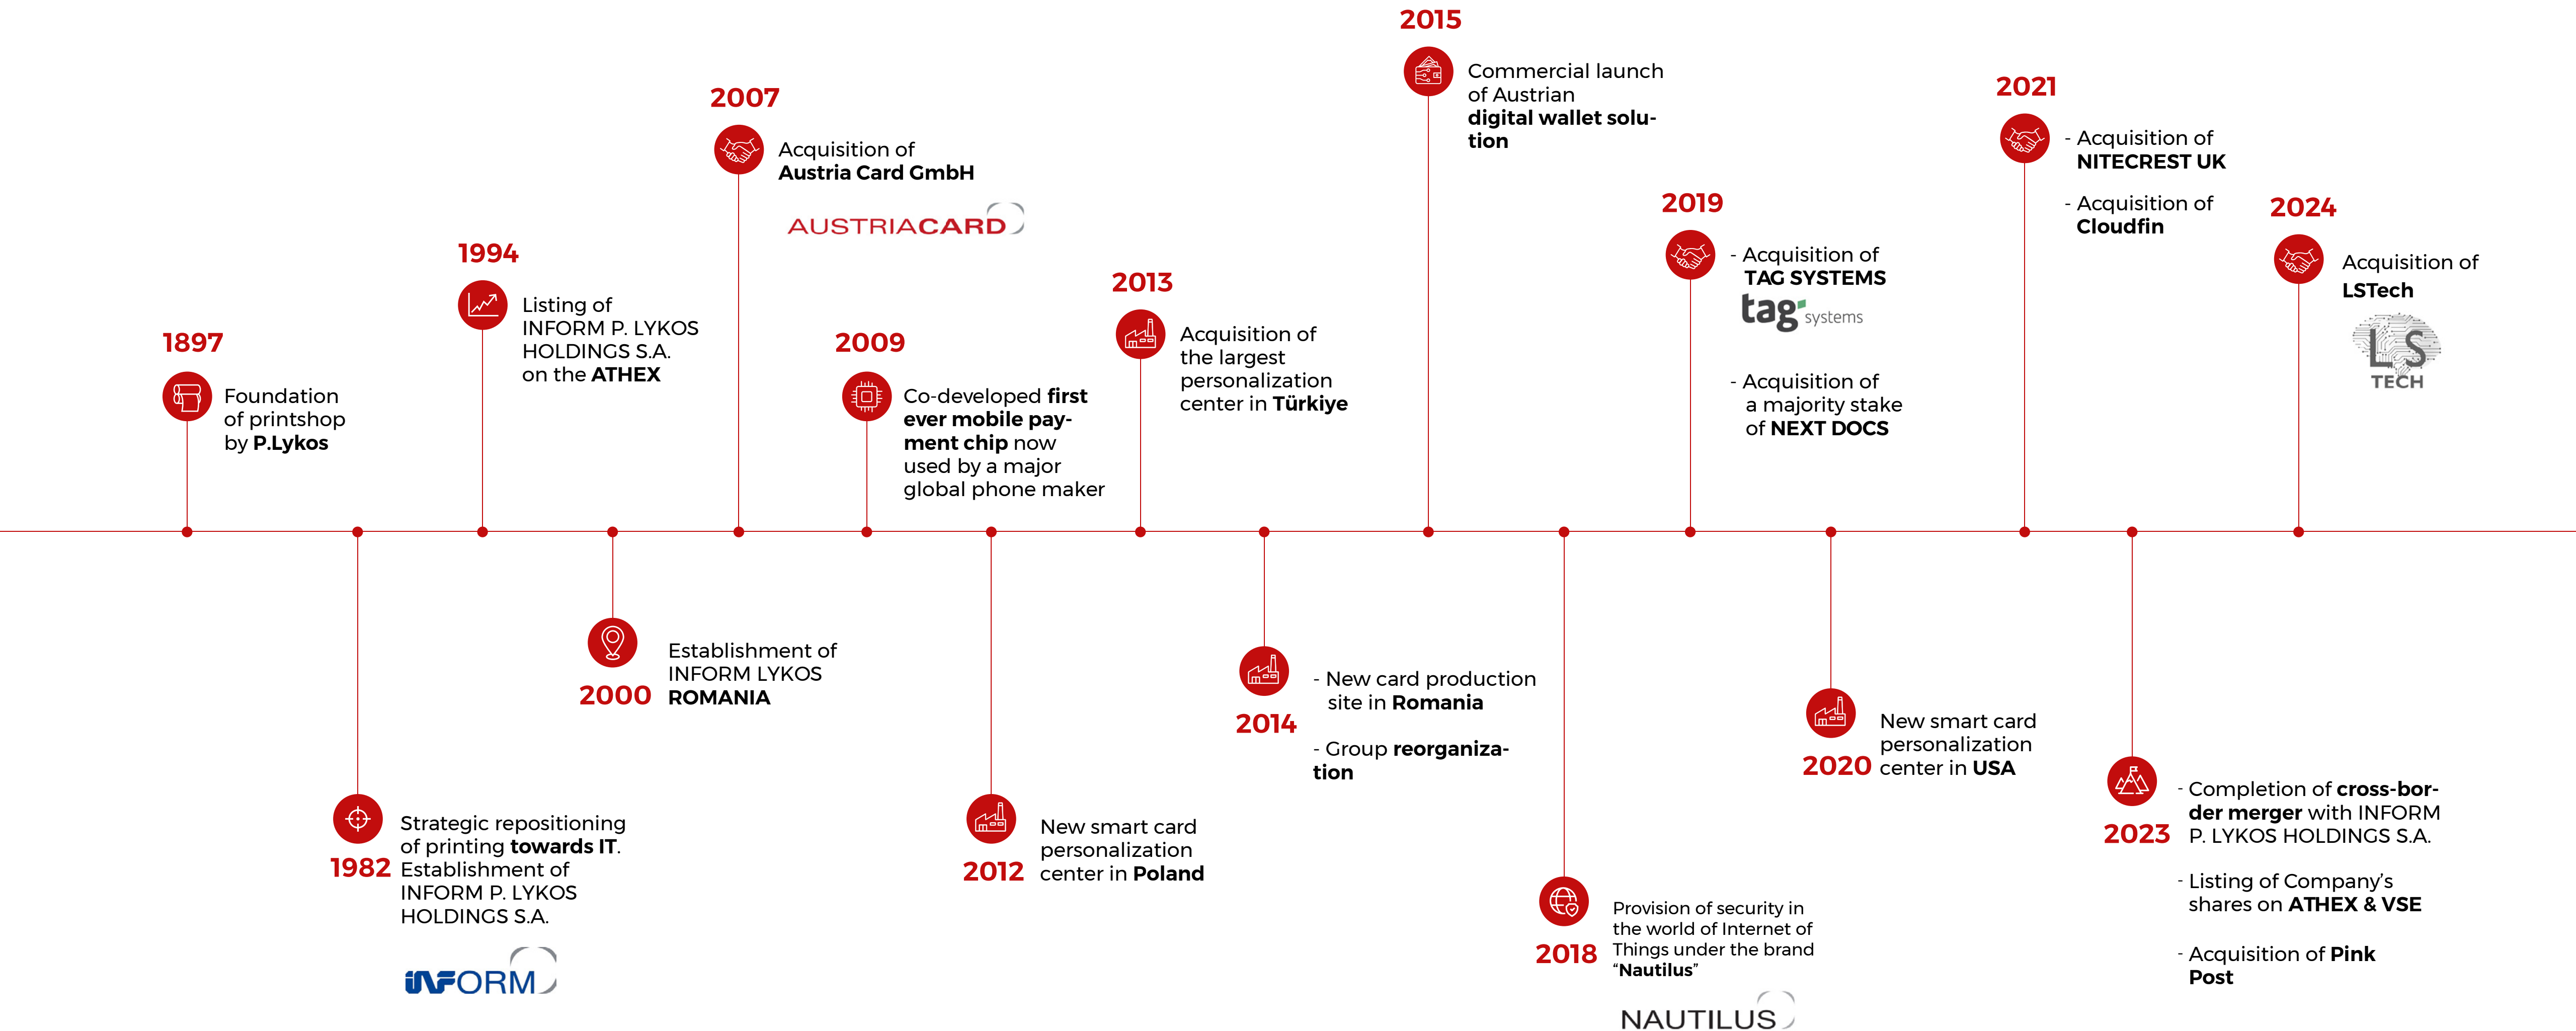 1897
Foundation
of printshop
by P.Lykos
1982
Strategic repositioning
of printing towards IT.
Establishment of
INFORM P. LYKOS
HOLDINGS S.A.
INFORM
1994
Listing of
INFORM P. LYKOS
HOLDINGS S.A.
on the ATHEX
2000
Establishment of
INFORM LYKOS
ROMANIA
2007
Acquisition of
Austria Card GmbH
AUSTRIACARD
2009
Co-developed first
ever mobile pay-
ment chip now
used by a major
global phone maker
2012
New smart card
personalization
center in Poland
2013
Acquisition of
the largest
personalization
center in Türkiye
2014
- New card production
site in Romania
- Group reorganiza-
tion
2015
Commercial launch
of Austrian
digital wallet solu-
tion
2018
Provision of security in
the world of Internet of
Things under the brand
“Nautilus”
NAUTILUS
2019
- Acquisition of
TAG SYSTEMS
tag systems
- Acquisition of
a majority stake
of NEXT DOCS
2020
New smart card
personalization
center in USA
2021
- Acquisition of
NITECREST UK
- Acquisition of
Cloudfin
2023
- Completion of cross-bor-
der merger with INFORM
P. LYKOS HOLDINGS S.A.
- Listing of Company’s
shares on ATHEX & VSE
- Acquisition of Pink
Post
2024
Acquisition of
LSTech
LS
TECH